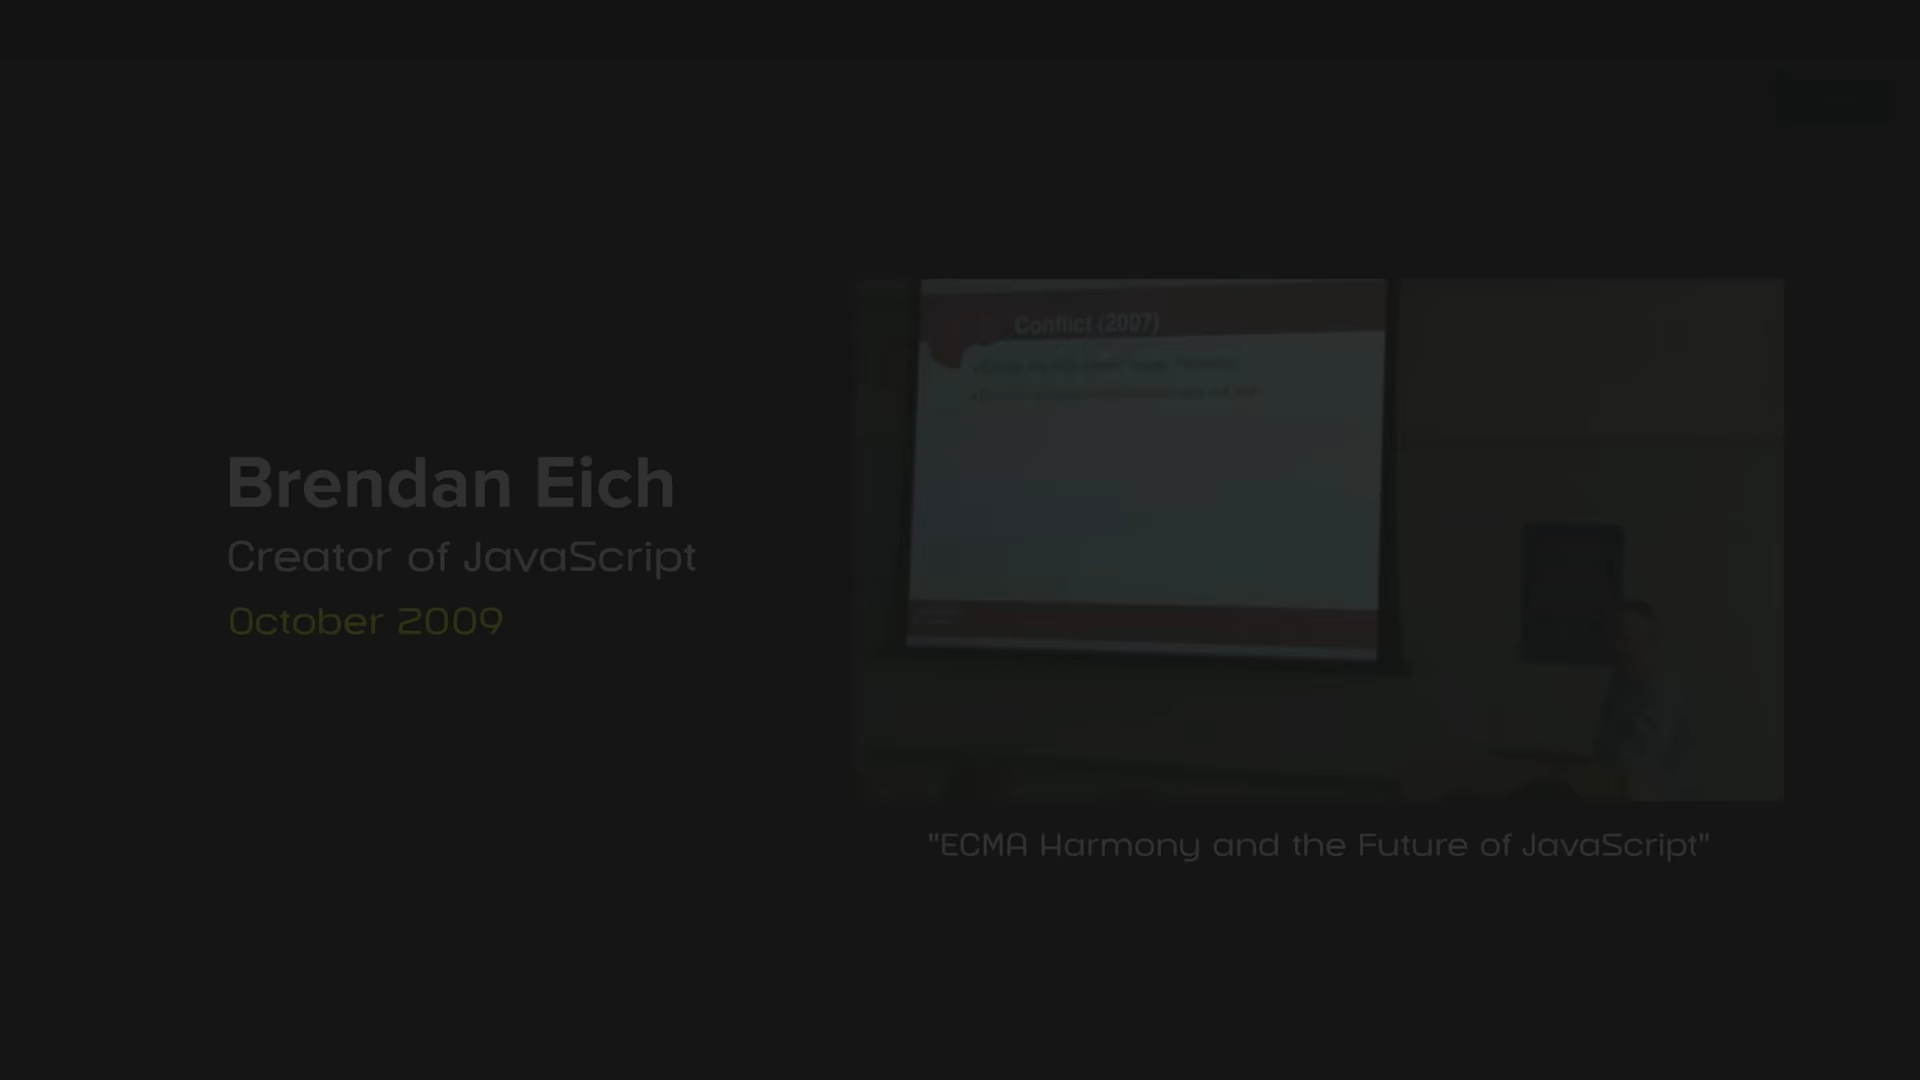 Conflict (2007)
Brendan Eich
Creator of JavaScript
October 2009
"ECMA Harmony and the Future of JavaScript"